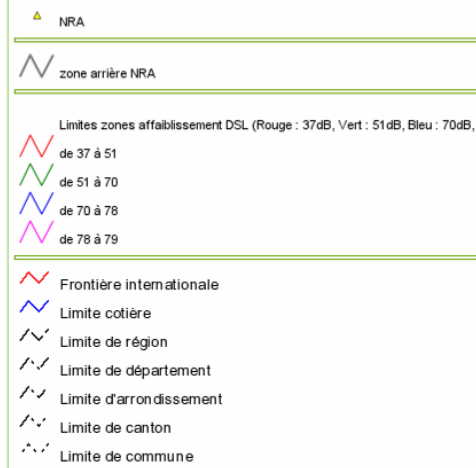 NRA
zone arrière NRA
Limites zones affaiblissement DSL (Rouge : 37dB, Vert : 51dB, Bleu : 70dB,
de 37 à 51
de 51 à 70
de 70 à 78
de 78 à 79
Frontière internationale
Limite cotière
Limite de région
Limite de département
Limite d'arrondissement
Limite de canton
Limite de commune